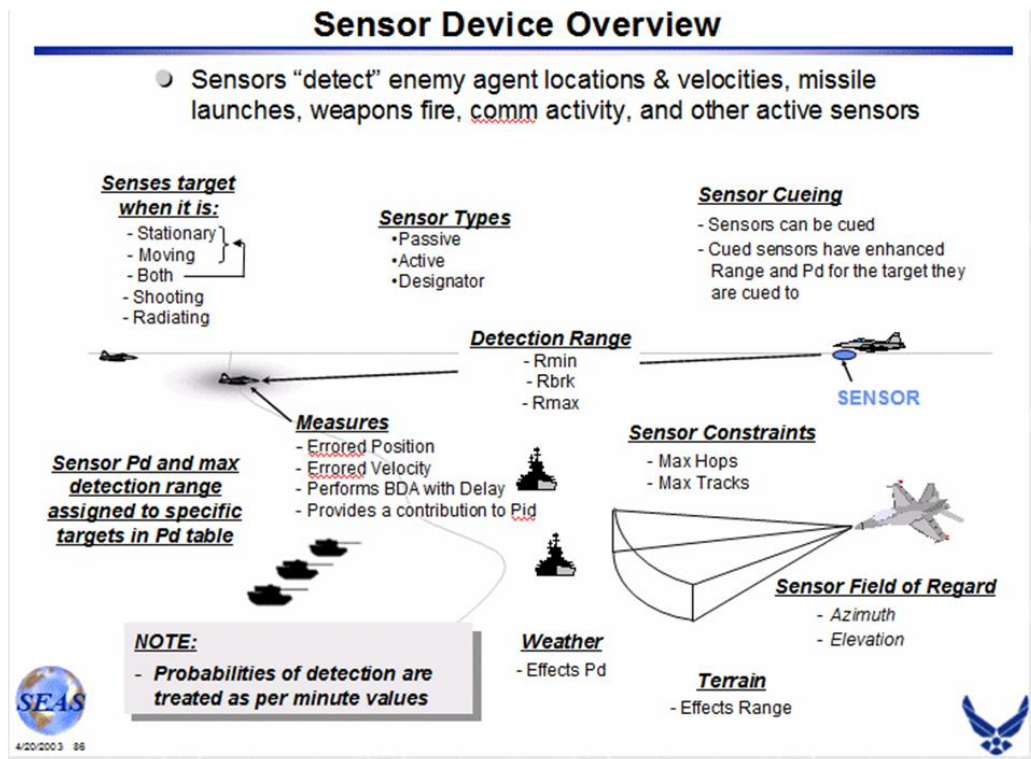 Sensor Device Overview
Sensors “detect” enemy agent locations & velocities, missile
launches, weapons fire, comm activity, and other active sensors
Senses target
when it is:
- Stationary
- Moving
- Both
- Shooting
- Radiating
Sensor Types
•Passive
•Active
•Designator
Sensor Cueing
- Sensors can be cued
- Cued sensors have enhanced
Range and Pd for the target they
are cued to
Detection Range
- Rmin
- Rbrk
- Rmax
SENSOR
Measures
- Errored Position
- Errored Velocity
- Performs BDA with Delay
- Provides a contribution to Pid
Sensor Pd and max
detection range
assigned to specific
targets in Pd table
Sensor Constraints
- Max Hops
- Max Tracks
Sensor Field of Regard
- Azimuth
- Elevation
NOTE:
- Probabilities of detection are
treated as per minute values
Weather
- Effects Pd
Terrain
- Effects Range
SEAS
4/20/2003 86